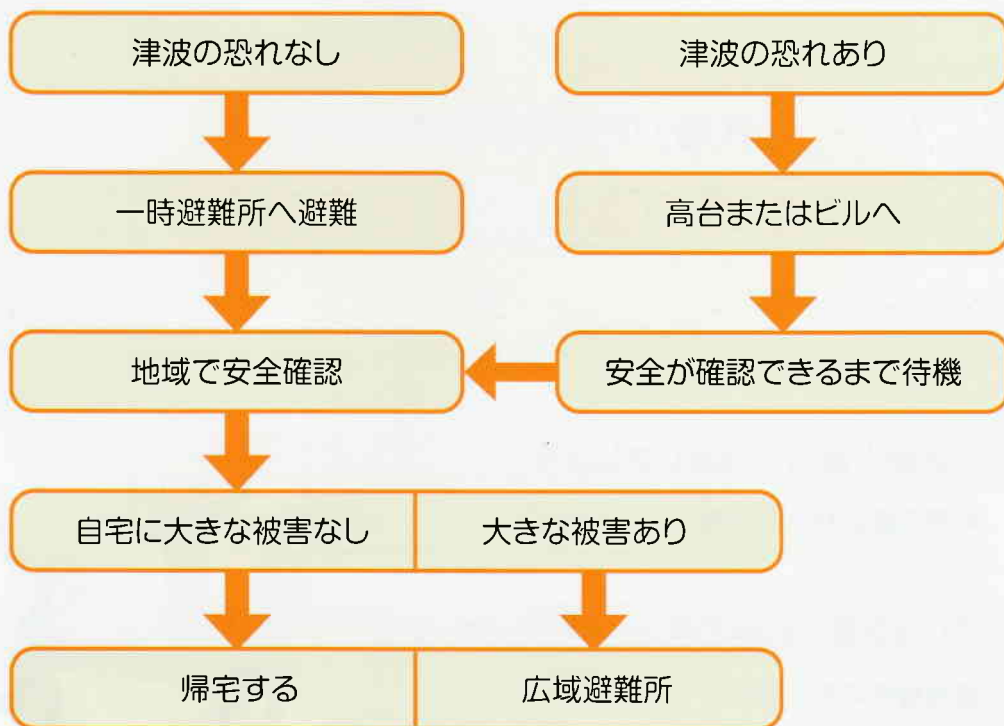 津波の恐れなし
津波の恐れあり
一時避難所へ避難
高台またはビルへ
地域で安全確認
安全が確認できるまで待機
自宅に大きな被害なし
大きな被害あり
帰宅する
広域避難所